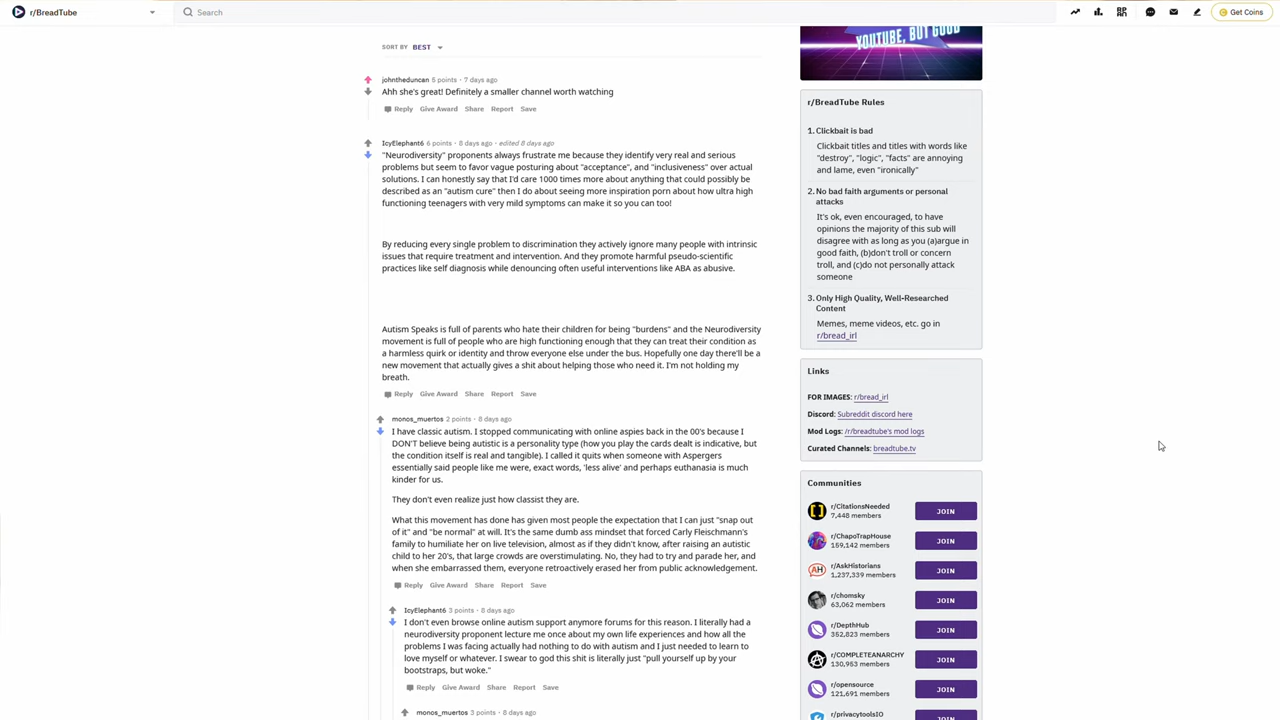 r/BreadTube
Search
Get Coins
SORT BY BEST
johntheduncan 5 points · 7 days ago
Ahh she's great! Definitely a smaller channel worth watching
Reply Give Award Share Report Save
IcyElephant6 6 points · 8 days ago · edited 8 days ago
"Neurodiversity" proponents always frustrate me because they identify very real and serious
problems but seem to favor vague posturing about "acceptance", and "inclusiveness" over actual
solutions. I can honestly say that I'd care 1000 times more about anything that could possibly be
described as an "autism cure" then I do about seeing more inspiration porn about how ultra high
functioning teenagers with very mild symptoms can make it so you can too!
By reducing every single problem to discrimination they actively ignore many people with intrinsic
issues that require treatment and intervention. And they promote harmful pseudo-scientific
practices like self diagnosis while denouncing often useful interventions like ABA as abusive.
Autism Speaks is full of parents who hate their children for being "burdens" and the Neurodiversity
movement is full of people who are high functioning enough that they can treat their condition as
a harmless quirk or identity and throw everyone else under the bus. Hopefully one day there'll be a
new movement that actually gives a shit about helping those who need it. I'm not holding my
breath.
Reply Give Award Share Report Save
monos_muertos 2 points · 8 days ago
I have classic autism. I stopped communicating with online aspies back in the 00's because I
DON'T believe being autistic is a personality type (how you play the cards dealt is indicative, but
the condition itself is real and tangible). I called it quits when someone with Aspergers
essentially said people like me were, exact words, 'less alive' and perhaps euthanasia is much
kinder for us.
They don't even realize just how classist they are.
What this movement has done has given most people the expectation that I can just "snap out
of it" and "be normal" at will. It's the same dumb ass mindset that forced Carly Fleischmann's
family to humiliate her on live television, almost as if they didn't know, after raising an autistic
child to her 20's, that large crowds are overstimulating. No, they had to try and parade her, and
when she embarrassed them, everyone retroactively erased her from public acknowledgement.
Reply Give Award Share Report Save
IcyElephant6 3 points · 8 days ago
I don't even browse online autism support anymore forums for this reason. I literally had a
neurodiversity proponent lecture me once about my own life experiences and how all the
problems I was facing actually had nothing to do with autism and I just needed to learn to
love myself or whatever. I swear to god this shit is literally just "pull yourself up by your
bootstraps, but woke."
Reply Give Award Share Report Save
monos_muertos 3 points · 8 days ago
YOUTUBE, BUT GOOD
r/BreadTube Rules
1. Clickbait is bad
Clickbait titles and titles with words like
"destroy", "logic", "facts" are annoying
and lame, even "ironically"
2. No bad faith arguments or personal
attacks
It's ok, even encouraged, to have
opinions the majority of this sub will
disagree with as long as you (a)argue in
good faith, (b)don't troll or concern
troll, and (c)do not personally attack
someone
3. Only High Quality, Well-Researched
Content
Memes, meme videos, etc. go in
r/bread_irl
Links
FOR IMAGES: r/bread_irl
Discord: Subreddit discord here
Mod Logs: /r/breadtube's mod logs
Curated Channels: breadtube.tv
Communities
r/CitationsNeeded
7,448 members
JOIN
r/ChapoTrapHouse
159,142 members
JOIN
r/AskHistorians
1,237,339 members
JOIN
r/chomsky
63,062 members
JOIN
r/DepthHub
352,823 members
JOIN
r/COMPLETEANARCHY
130,953 members
JOIN
r/opensource
121,691 members
JOIN
r/privacytoolsIO
JOIN